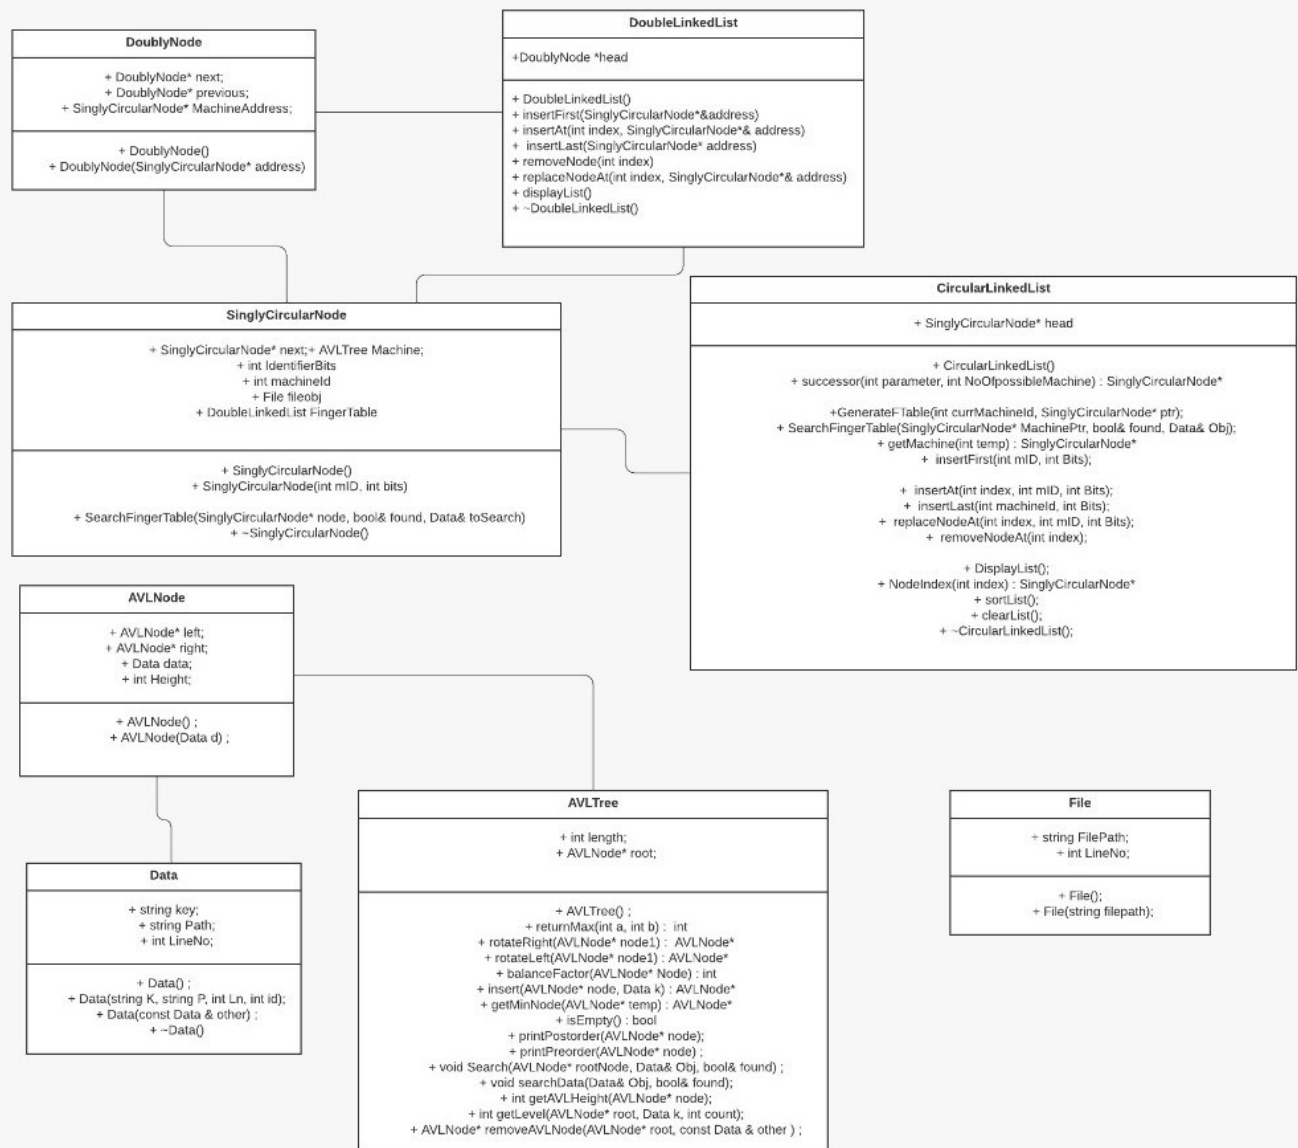 DoublyNode
+ DoublyNode* next;
+ DoublyNode* previous;
+ SinglyCircularNode* MachineAddress;
+ DoublyNode()
+ DoublyNode(SinglyCircularNode* address)
DoubleLinkedList
+DoublyNode *head
+ DoubleLinkedList()
+ insertFirst(SinglyCircularNode*&address)
+ insertAt(int index, SinglyCircularNode*& address)
+ insertLast(SinglyCircularNode* address)
+ removeNode(int index)
+ replaceNodeAt(int index, SinglyCircularNode*& address)
+ displayList()
+ ~DoubleLinkedList()
SinglyCircularNode
+ SinglyCircularNode* next;+ AVLTree Machine;
+ int IdentifierBits
+ int machineId
+ File fileobj
+ DoubleLinkedList FingerTable
+ SinglyCircularNode()
+ SinglyCircularNode(int mID, int bits)
+ SearchFingerTable(SinglyCircularNode* node, bool& found, Data& toSearch)
+ ~SinglyCircularNode()
CircularLinkedList
+ SinglyCircularNode* head
+ CircularLinkedList()
+ successor(int parameter, int NoOfpossibleMachine) : SinglyCircularNode*
+GenerateFTable(int currMachineId, SinglyCircularNode* ptr);
+ SearchFingerTable(SinglyCircularNode* MachinePtr, bool& found, Data& Obj);
+ getMachine(int temp) : SinglyCircularNode*
+ insertFirst(int mID, int Bits);
+ insertAt(int index, int mID, int Bits);
+ insertLast(int machineId, int Bits);
+ replaceNodeAt(int index, int mID, int Bits);
+ removeNodeAt(int index);
+ DisplayList();
+ NodeIndex(int index) : SinglyCircularNode*
+ sortList();
+ clearList();
+ ~CircularLinkedList();
AVLNode
+ AVLNode* left;
+ AVLNode* right;
+ Data data;
+ int Height;
+ AVLNode() ;
+ AVLNode(Data d) ;
Data
+ string key;
+ string Path;
+ int LineNo;
+ Data() ;
+ Data(string K, string P, int Ln, int id);
+ Data(const Data & other) ;
+ ~Data()
AVLTree
+ int length;
+ AVLNode* root;
+ AVLTree() ;
+ returnMax(int a, int b) : int
+ rotateRight(AVLNode* node1) : AVLNode*
+ rotateLeft(AVLNode* node1) : AVLNode*
+ balanceFactor(AVLNode* Node) : int
+ insert(AVLNode* node, Data k) : AVLNode*
+ getMinNode(AVLNode* temp) : AVLNode*
+ isEmpty() : bool
+ printPostorder(AVLNode* node);
+ printPreorder(AVLNode* node) ;
+ void Search(AVLNode* rootNode, Data& Obj, bool& found) ;
+ void searchData(Data& Obj, bool& found);
+ int getAVLHeight(AVLNode* node);
+ int getLevel(AVLNode* root, Data k, int count);
+ AVLNode* removeAVLNode(AVLNode* root, const Data & other ) ;
File
+ string FilePath;
+ int LineNo;
+ File();
+ File(string filepath);